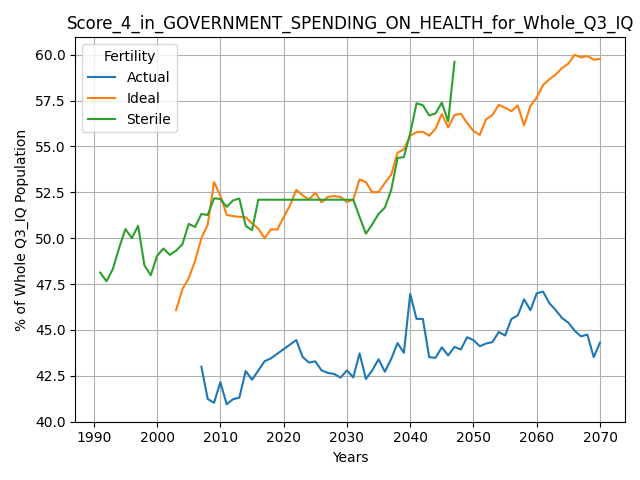 Score_4_in_GOVERNMENT_SPENDING_ON_HEALTH_for_Whole_Q3_IQ
Fertility
Actual
Ideal
Sterile
% of Whole Q3_IQ Population
60.0
57.5
55.0
52.5
50.0
47.5
45.0
42.5
40.0
1990 2000 2010 2020 2030 2040 2050 2060 2070
Years